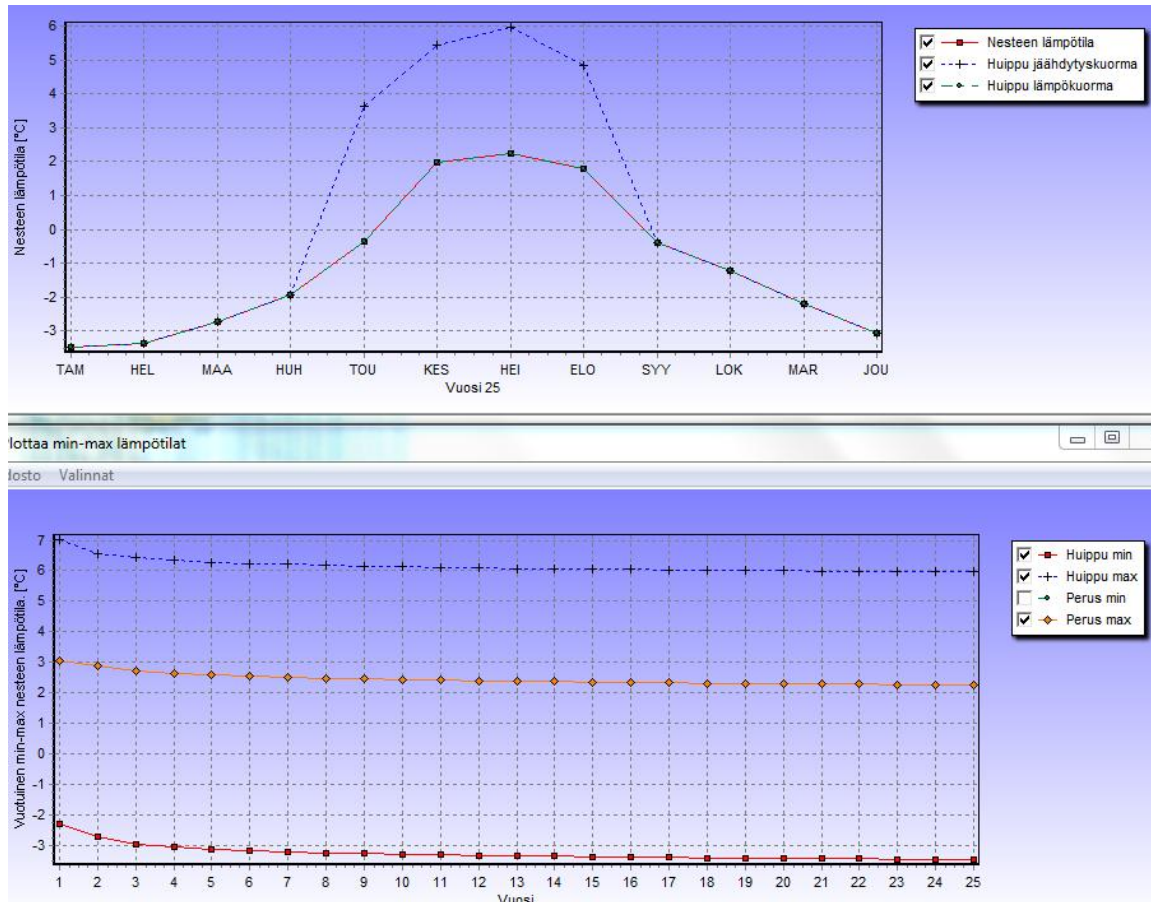 6
5
4
3
2
1
0
-1
-2
-3
Nesteen lämpötila [°C]
TAM HEL MAA HUH TOU KES HEI ELO SYY LOK MAR JOU
Vuosi 25
Nesteen lämpötila
Huippu jäähdytyskuorma
Huippu lämpökuorma
lottaa min-max lämpötilat
dosto Valinnat
7
6
5
4
3
2
1
0
-1
-2
-3
Vuotuinen min-max nesteen lämpötila. [°C]
1 2 3 4 5 6 7 8 9 10 11 12 13 14 15 16 17 18 19 20 21 22 23 24 25
Vuosi
Huippu min
Huippu max
Perus min
Perus max